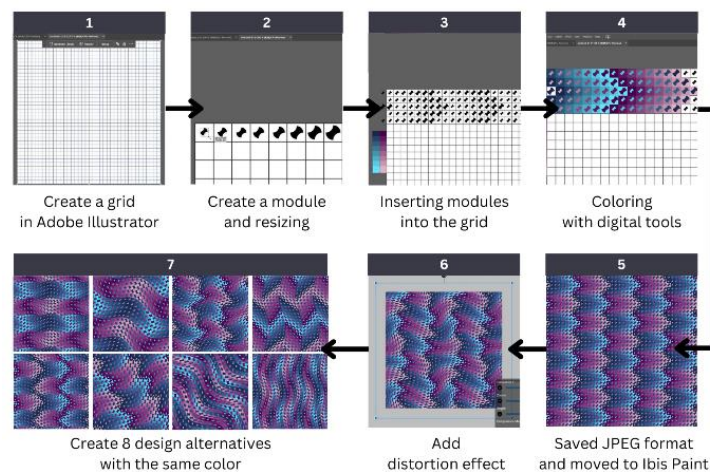 1
2
3
4
Create a grid
in Adobe Illustrator
Create a module
and resizing
Inserting modules
into the grid
Coloring
with digital tools
7
6
5
Create 8 design alternatives
with the same color
Add
distortion effect
Saved JPEG format
and moved to Ibis Paint